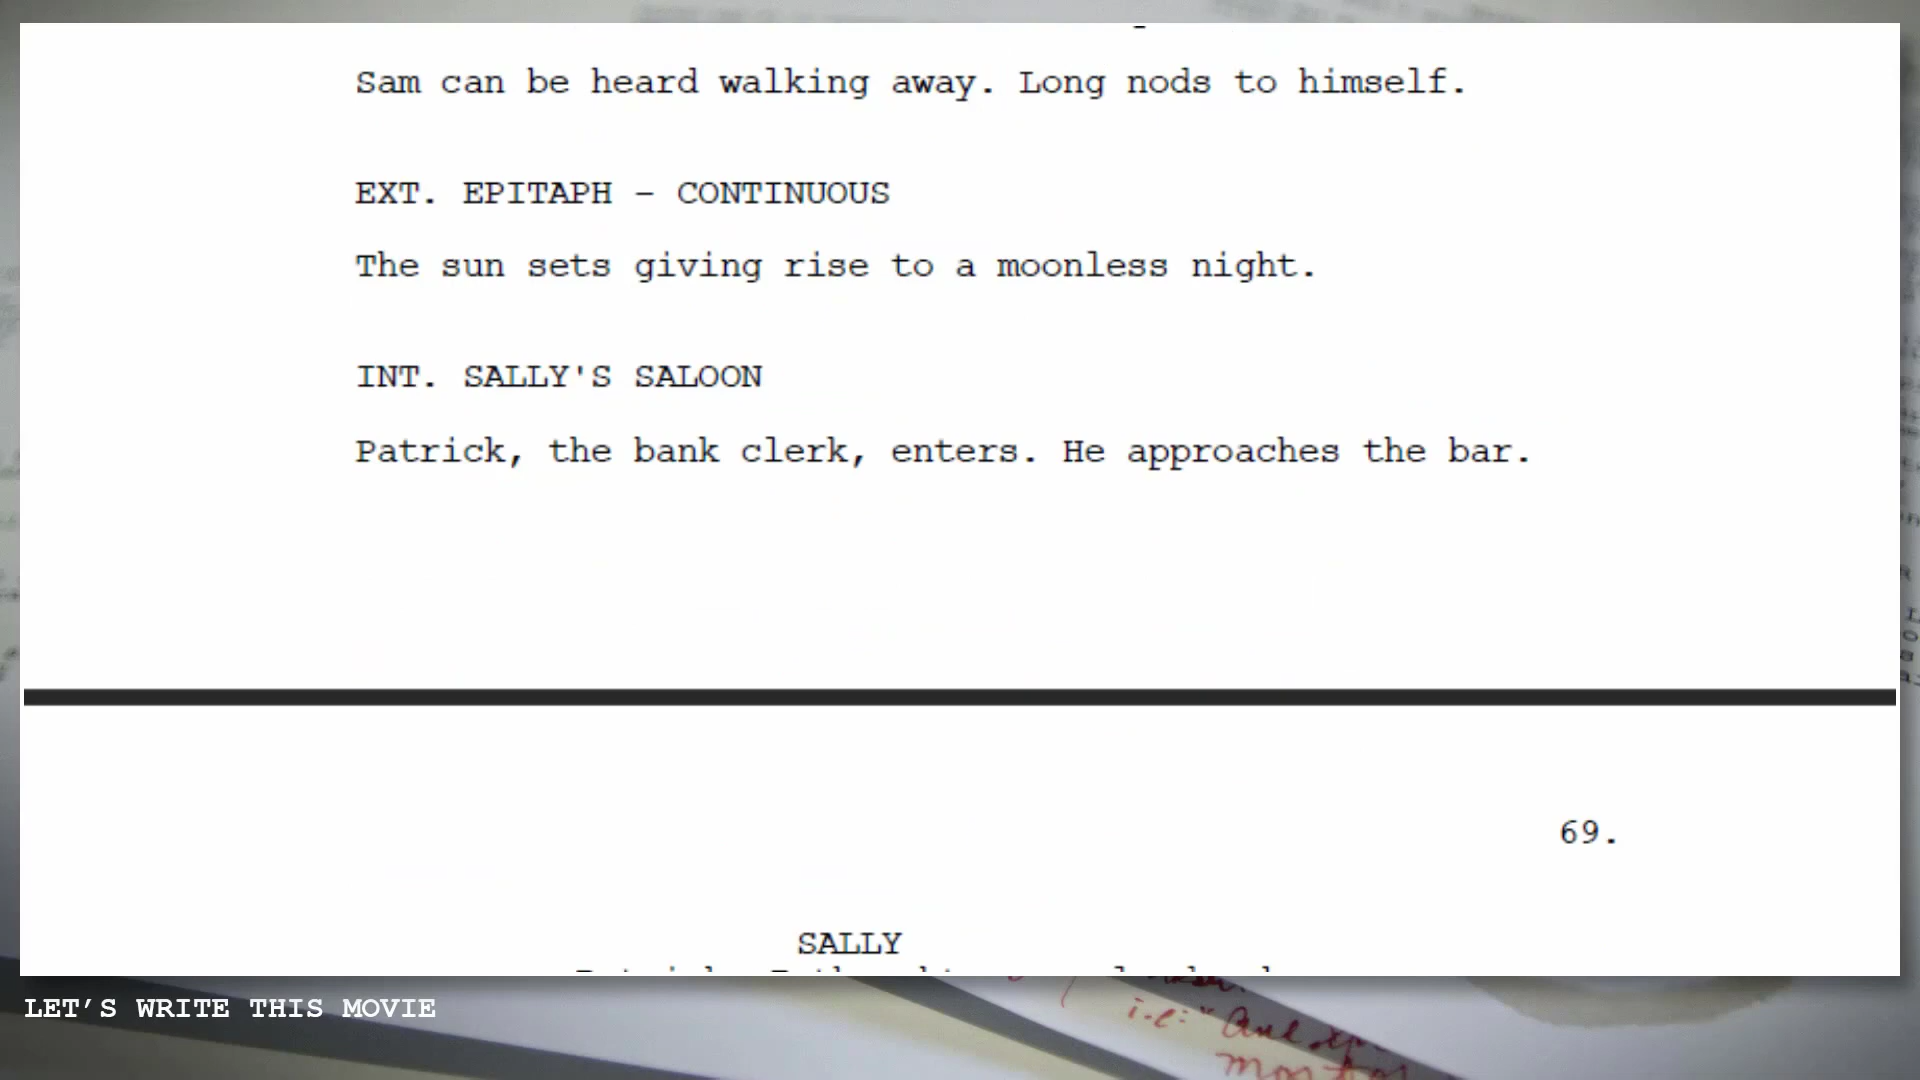 Sam can be heard walking away. Long nods to himself.
EXT. EPITAPH - CONTINUOUS
The sun sets giving rise to a moonless night.
INT. SALLY'S SALOON
Patrick, the bank clerk, enters. He approaches the bar.
69.
SALLY
LET'S WRITE THIS MOVIE
i.e: "And